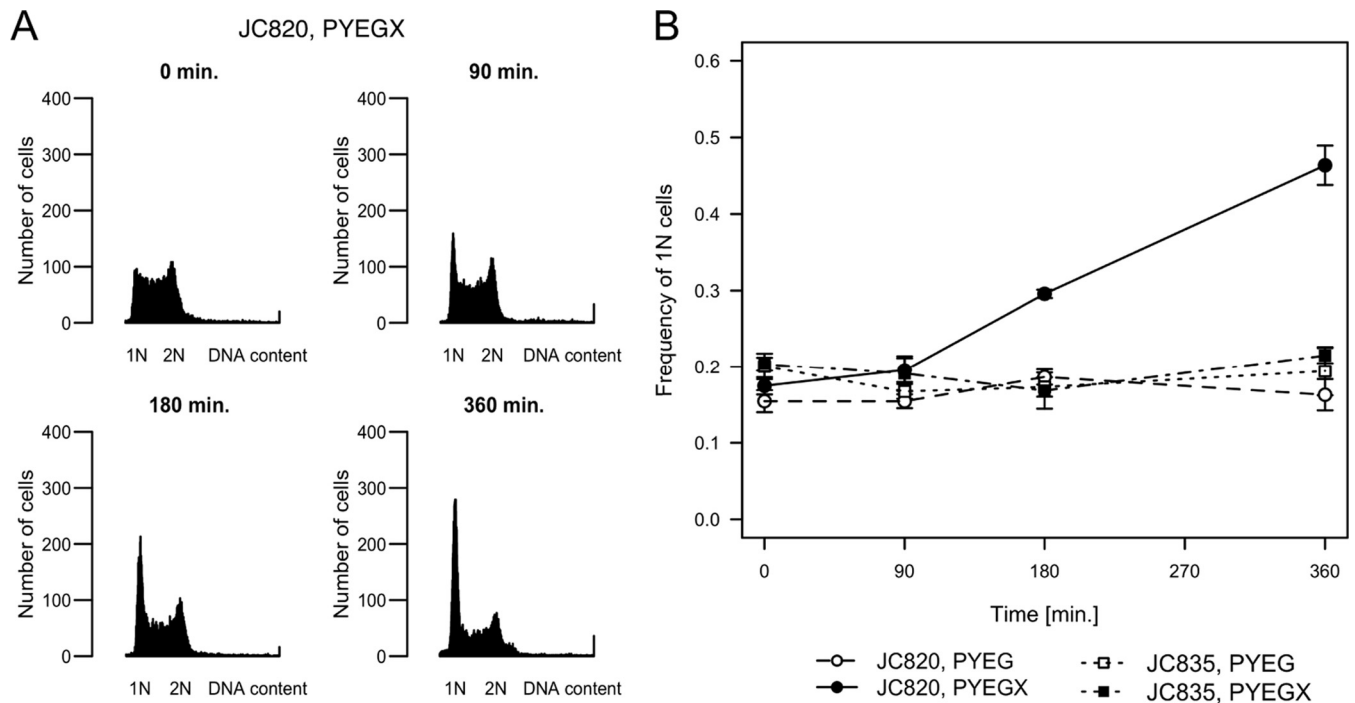 A
JC820, PYEGX
0 min.
400
300
200
100
0
Number of cells
1N 2N DNA content
90 min.
400
300
200
100
0
Number of cells
1N 2N DNA content
180 min.
400
300
200
100
0
Number of cells
1N 2N DNA content
360 min.
400
300
200
100
0
Number of cells
1N 2N DNA content
B
0.6
0.5
0.4
0.3
0.2
0.1
0.0
Frequency of 1N cells
0 90 180 270 360
Time [min.]
JC820, PYEG
JC820, PYEGX
JC835, PYEG
JC835, PYEGX